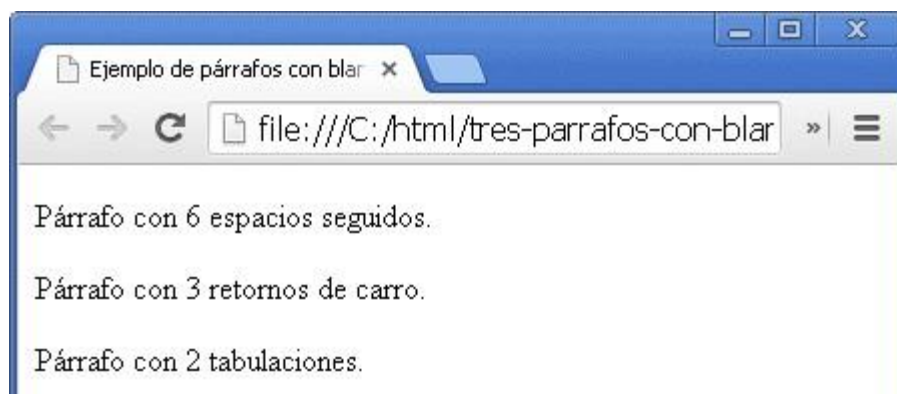 Ejemplo de párrafos con blar
file:///C:/html/tres-parrafos-con-blar
»
Párrafo con 6 espacios seguidos.
Párrafo con 3 retornos de carro.
Párrafo con 2 tabulaciones.